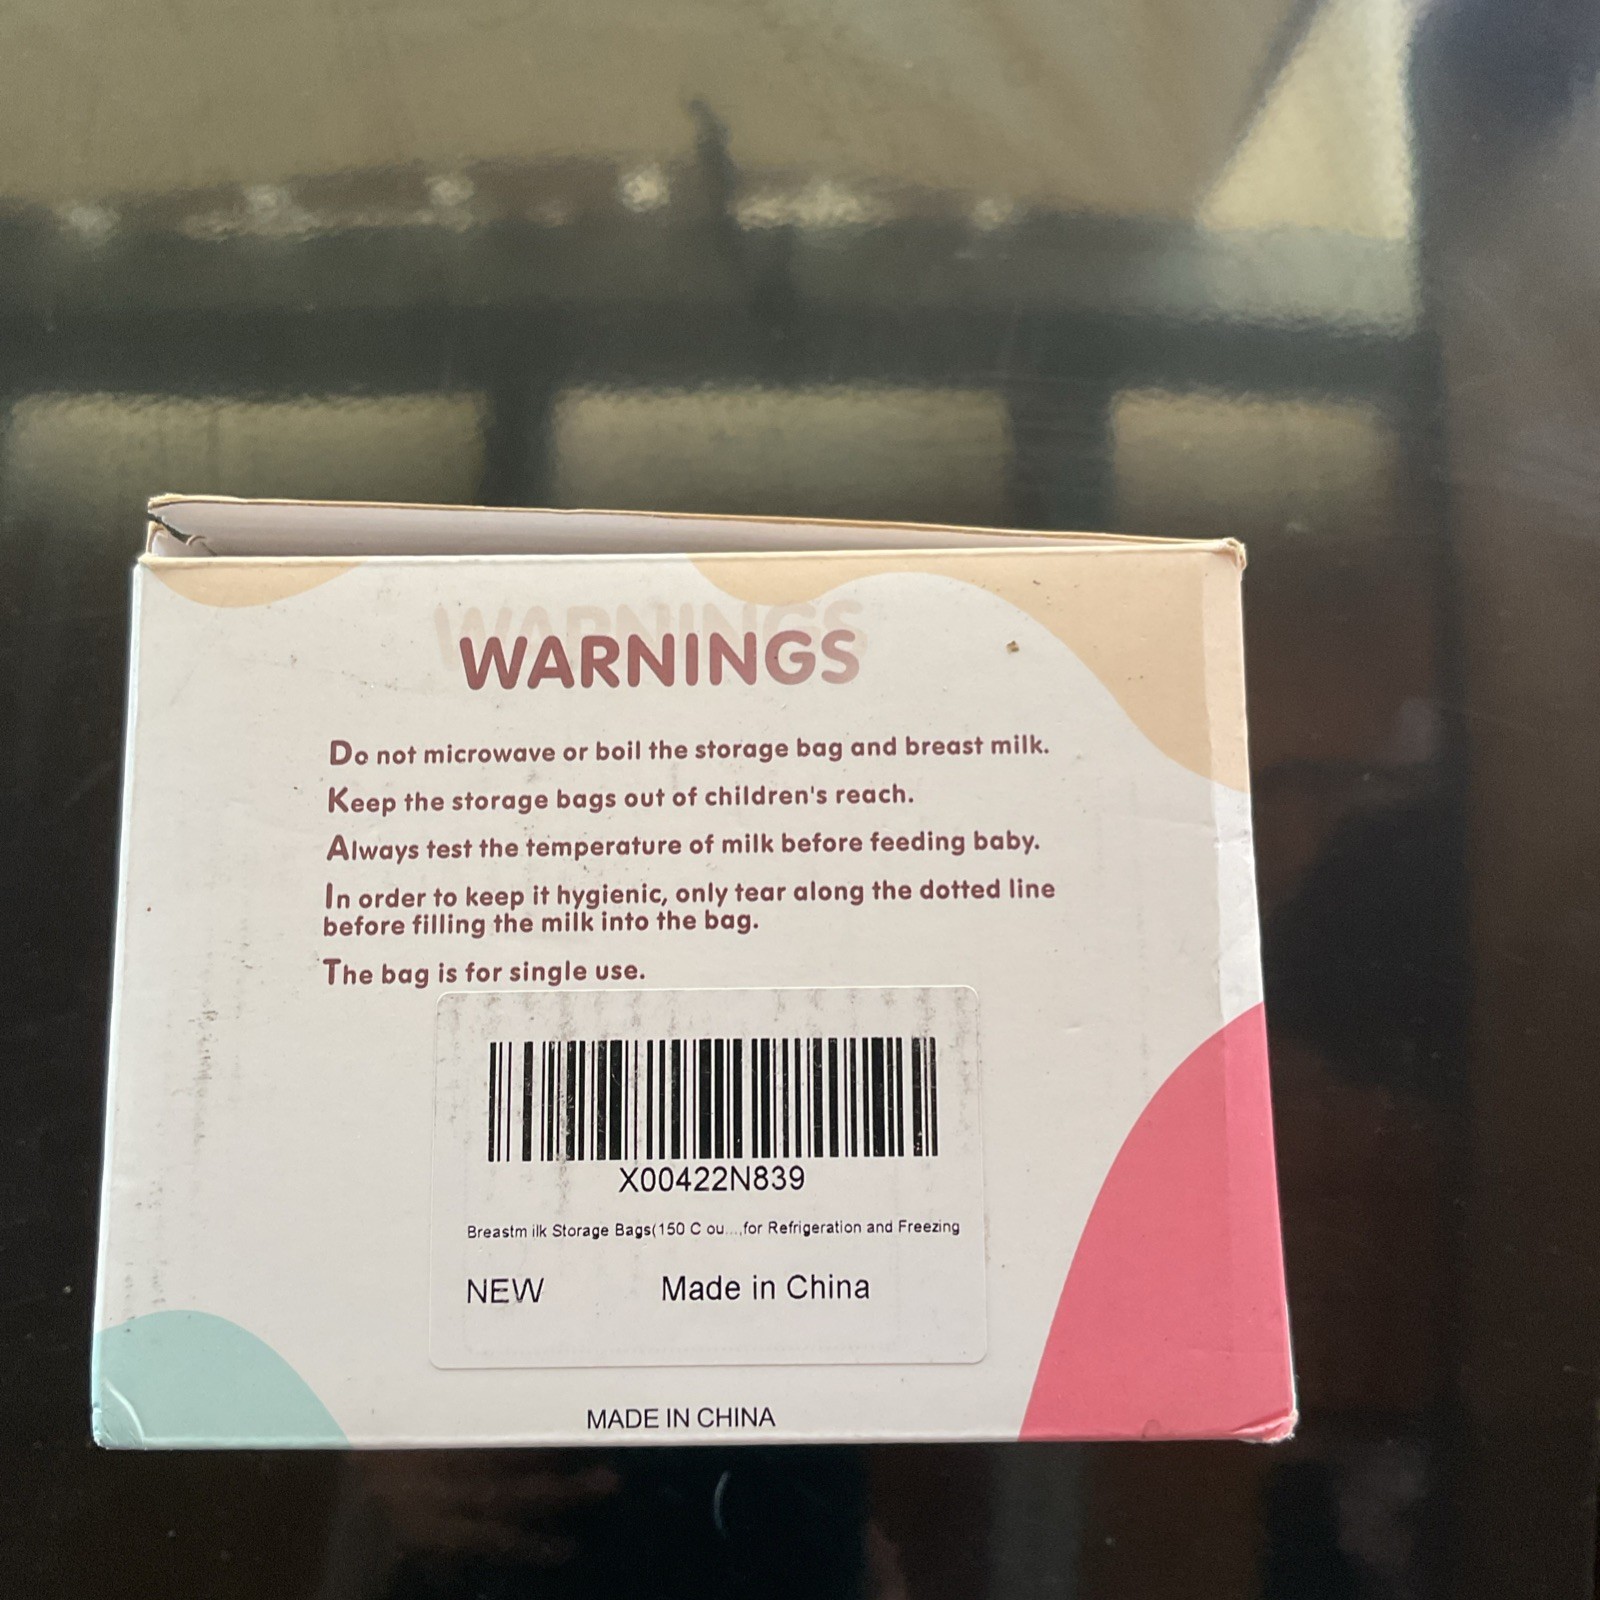 WARNINGS
Do not microwave or boil the storage bag and breast milk.
Keep the storage bags out of children's reach.
Always test the temperature of milk before feeding baby.
In order to keep it hygienic, only tear along the dotted line
before filling the milk into the bag.
The bag is for single use.
X00422N839
Breastm ilk Storage Bags(150 C ou...,for Refrigeration and Freezing
NEW Made in China
MADE IN CHINA